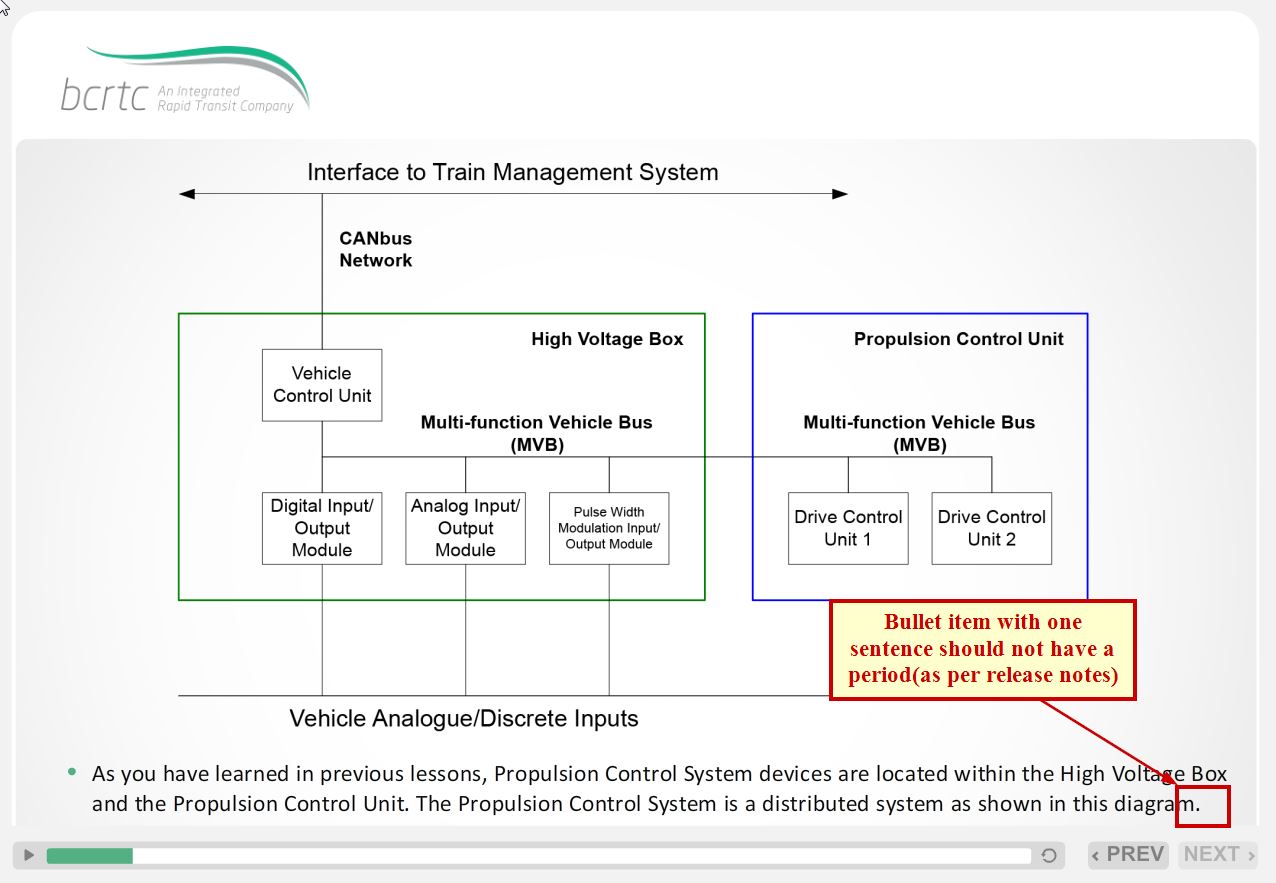 bcrtc An Integrated
Rapid Transit Company
Interface to Train Management System
CANbus
Network
High Voltage Box
Propulsion Control Unit
Vehicle
Control Unit
Multi-function Vehicle Bus
(MVB)
Multi-function Vehicle Bus
(MVB)
Digital Input/
Output
Module
Analog Input/
Output
Module
Pulse Width
Modulation Input/
Output Module
Drive Control
Unit 1
Drive Control
Unit 2
Bullet item with one
sentence should not have a
period(as per release notes)
Vehicle Analogue/Discrete Inputs
• As you have learned in previous lessons, Propulsion Control System devices are located within the High Voltage Box
and the Propulsion Control Unit. The Propulsion Control System is a distributed system as shown in this diagram.
‹ PREV
NEXT ›